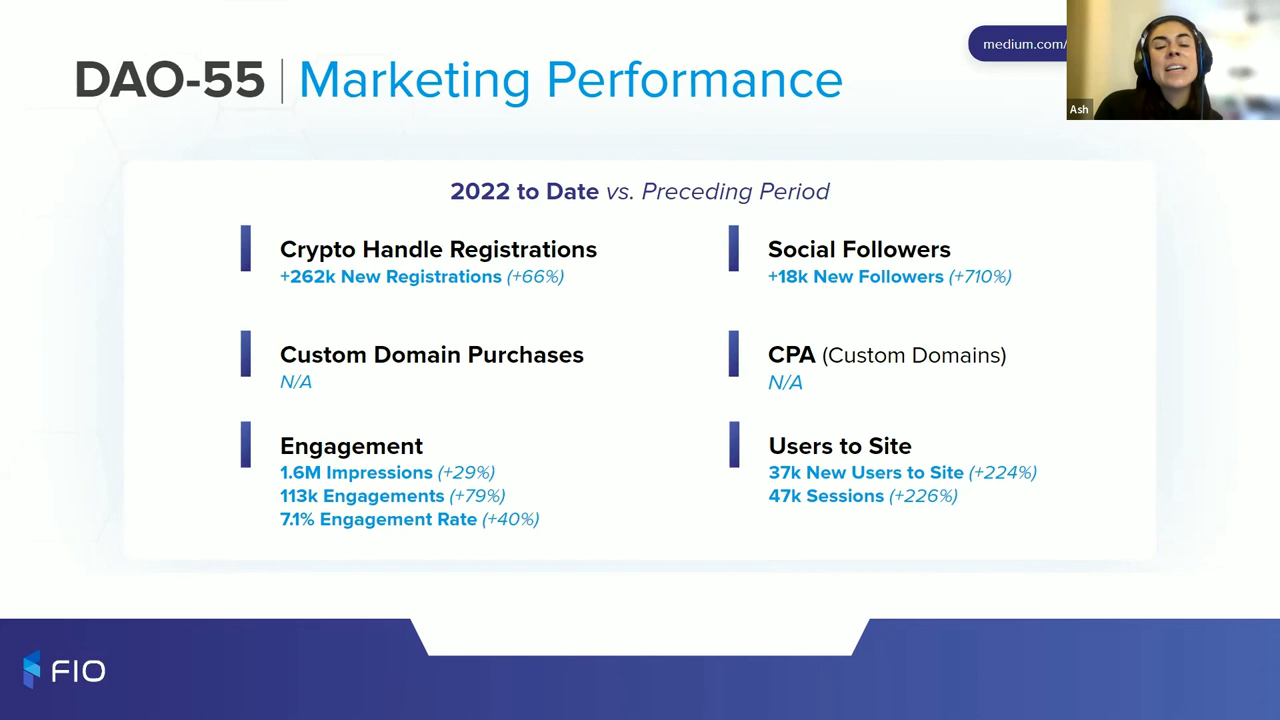 medium.com/
DAO-55 | Marketing Performance
Ash
2022 to Date vs. Preceding Period
Crypto Handle Registrations
+262k New Registrations (+66%)
Social Followers
+18k New Followers (+710%)
Custom Domain Purchases
N/A
CPA (Custom Domains)
N/A
Engagement
1.6M Impressions (+29%)
113k Engagements (+79%)
7.1% Engagement Rate (+40%)
Users to Site
37k New Users to Site (+224%)
47k Sessions (+226%)
FIO